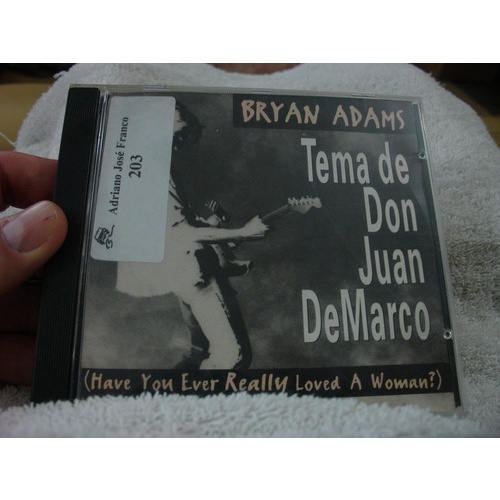 BRYAN ADAMS
Tema de
Don
Juan
DeMarco
(Have You Ever Really Loved A Woman?)
Adriano José Franco
203